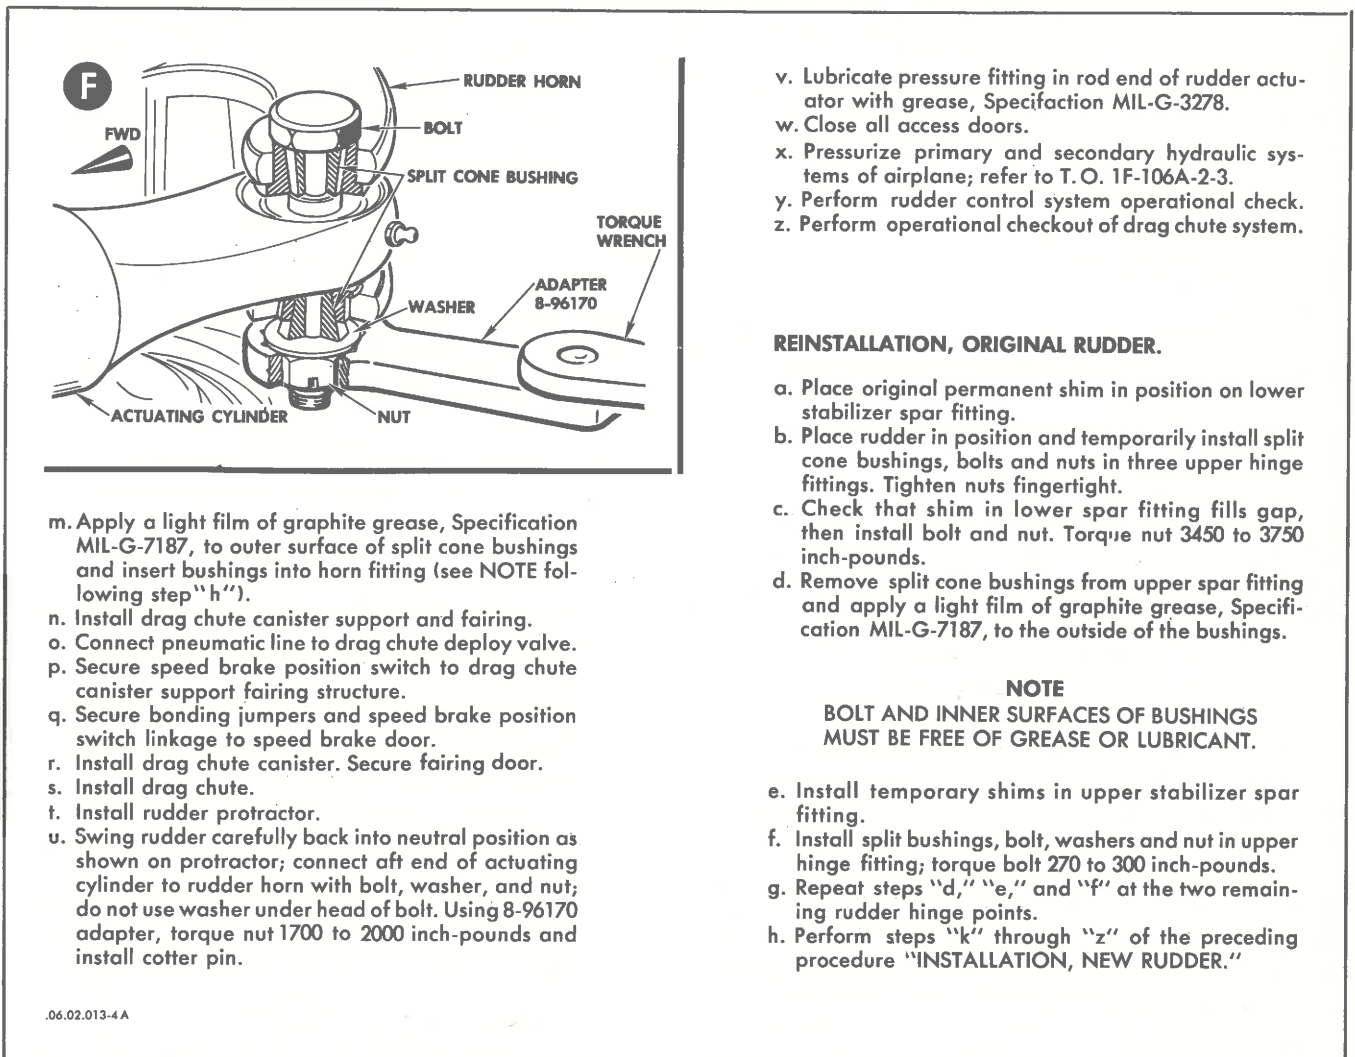 F
FWD
RUDDER HORN
BOLT
SPLIT CONE BUSHING
TORQUE
WRENCH
ADAPTER
8-96170
WASHER
ACTUATING CYLINDER
NUT
m. Apply a light film of graphite grease, Specification
MIL-G-7187, to outer surface of split cone bushings
and insert bushings into horn fitting (see NOTE fol-
lowing step "h").
n. Install drag chute canister support and fairing.
o. Connect pneumatic line to drag chute deploy valve.
p. Secure speed brake position switch to drag chute
canister support fairing structure.
q. Secure bonding jumpers and speed brake position
switch linkage to speed brake door.
r. Install drag chute canister. Secure fairing door.
s. Install drag chute.
t. Install rudder protractor.
u. Swing rudder carefully back into neutral position as
shown on protractor; connect aft end of actuating
cylinder to rudder horn with bolt, washer, and nut;
do not use washer under head of bolt. Using 8-96170
adapter, torque nut 1700 to 2000 inch-pounds and
install cotter pin.
.06.02.013-4 A
v. Lubricate pressure fitting in rod end of rudder actu-
ator with grease, Specifaction MIL-G-3278.
w. Close all access doors.
x. Pressurize primary and secondary hydraulic sys-
tems of airplane; refer to T. O. 1F-106A-2-3.
y. Perform rudder control system operational check.
z. Perform operational checkout of drag chute system.
REINSTALLATION, ORIGINAL RUDDER.
a. Place original permanent shim in position on lower
stabilizer spar fitting.
b. Place rudder in position and temporarily install split
cone bushings, bolts and nuts in three upper hinge
fittings. Tighten nuts fingertight.
c. Check that shim in lower spar fitting fills gap,
then install bolt and nut. Torque nut 3450 to 3750
inch-pounds.
d. Remove split cone bushings from upper spar fitting
and apply a light film of graphite grease, Specifi-
cation MIL-G-7187, to the outside of the bushings.
NOTE
BOLT AND INNER SURFACES OF BUSHINGS
MUST BE FREE OF GREASE OR LUBRICANT.
e. Install temporary shims in upper stabilizer spar
fitting.
f. Install split bushings, bolt, washers and nut in upper
hinge fitting; torque bolt 270 to 300 inch-pounds.
g. Repeat steps "d," "e," and "f" at the two remain-
ing rudder hinge points.
h. Perform steps "k" through "z" of the preceding
procedure "INSTALLATION, NEW RUDDER."